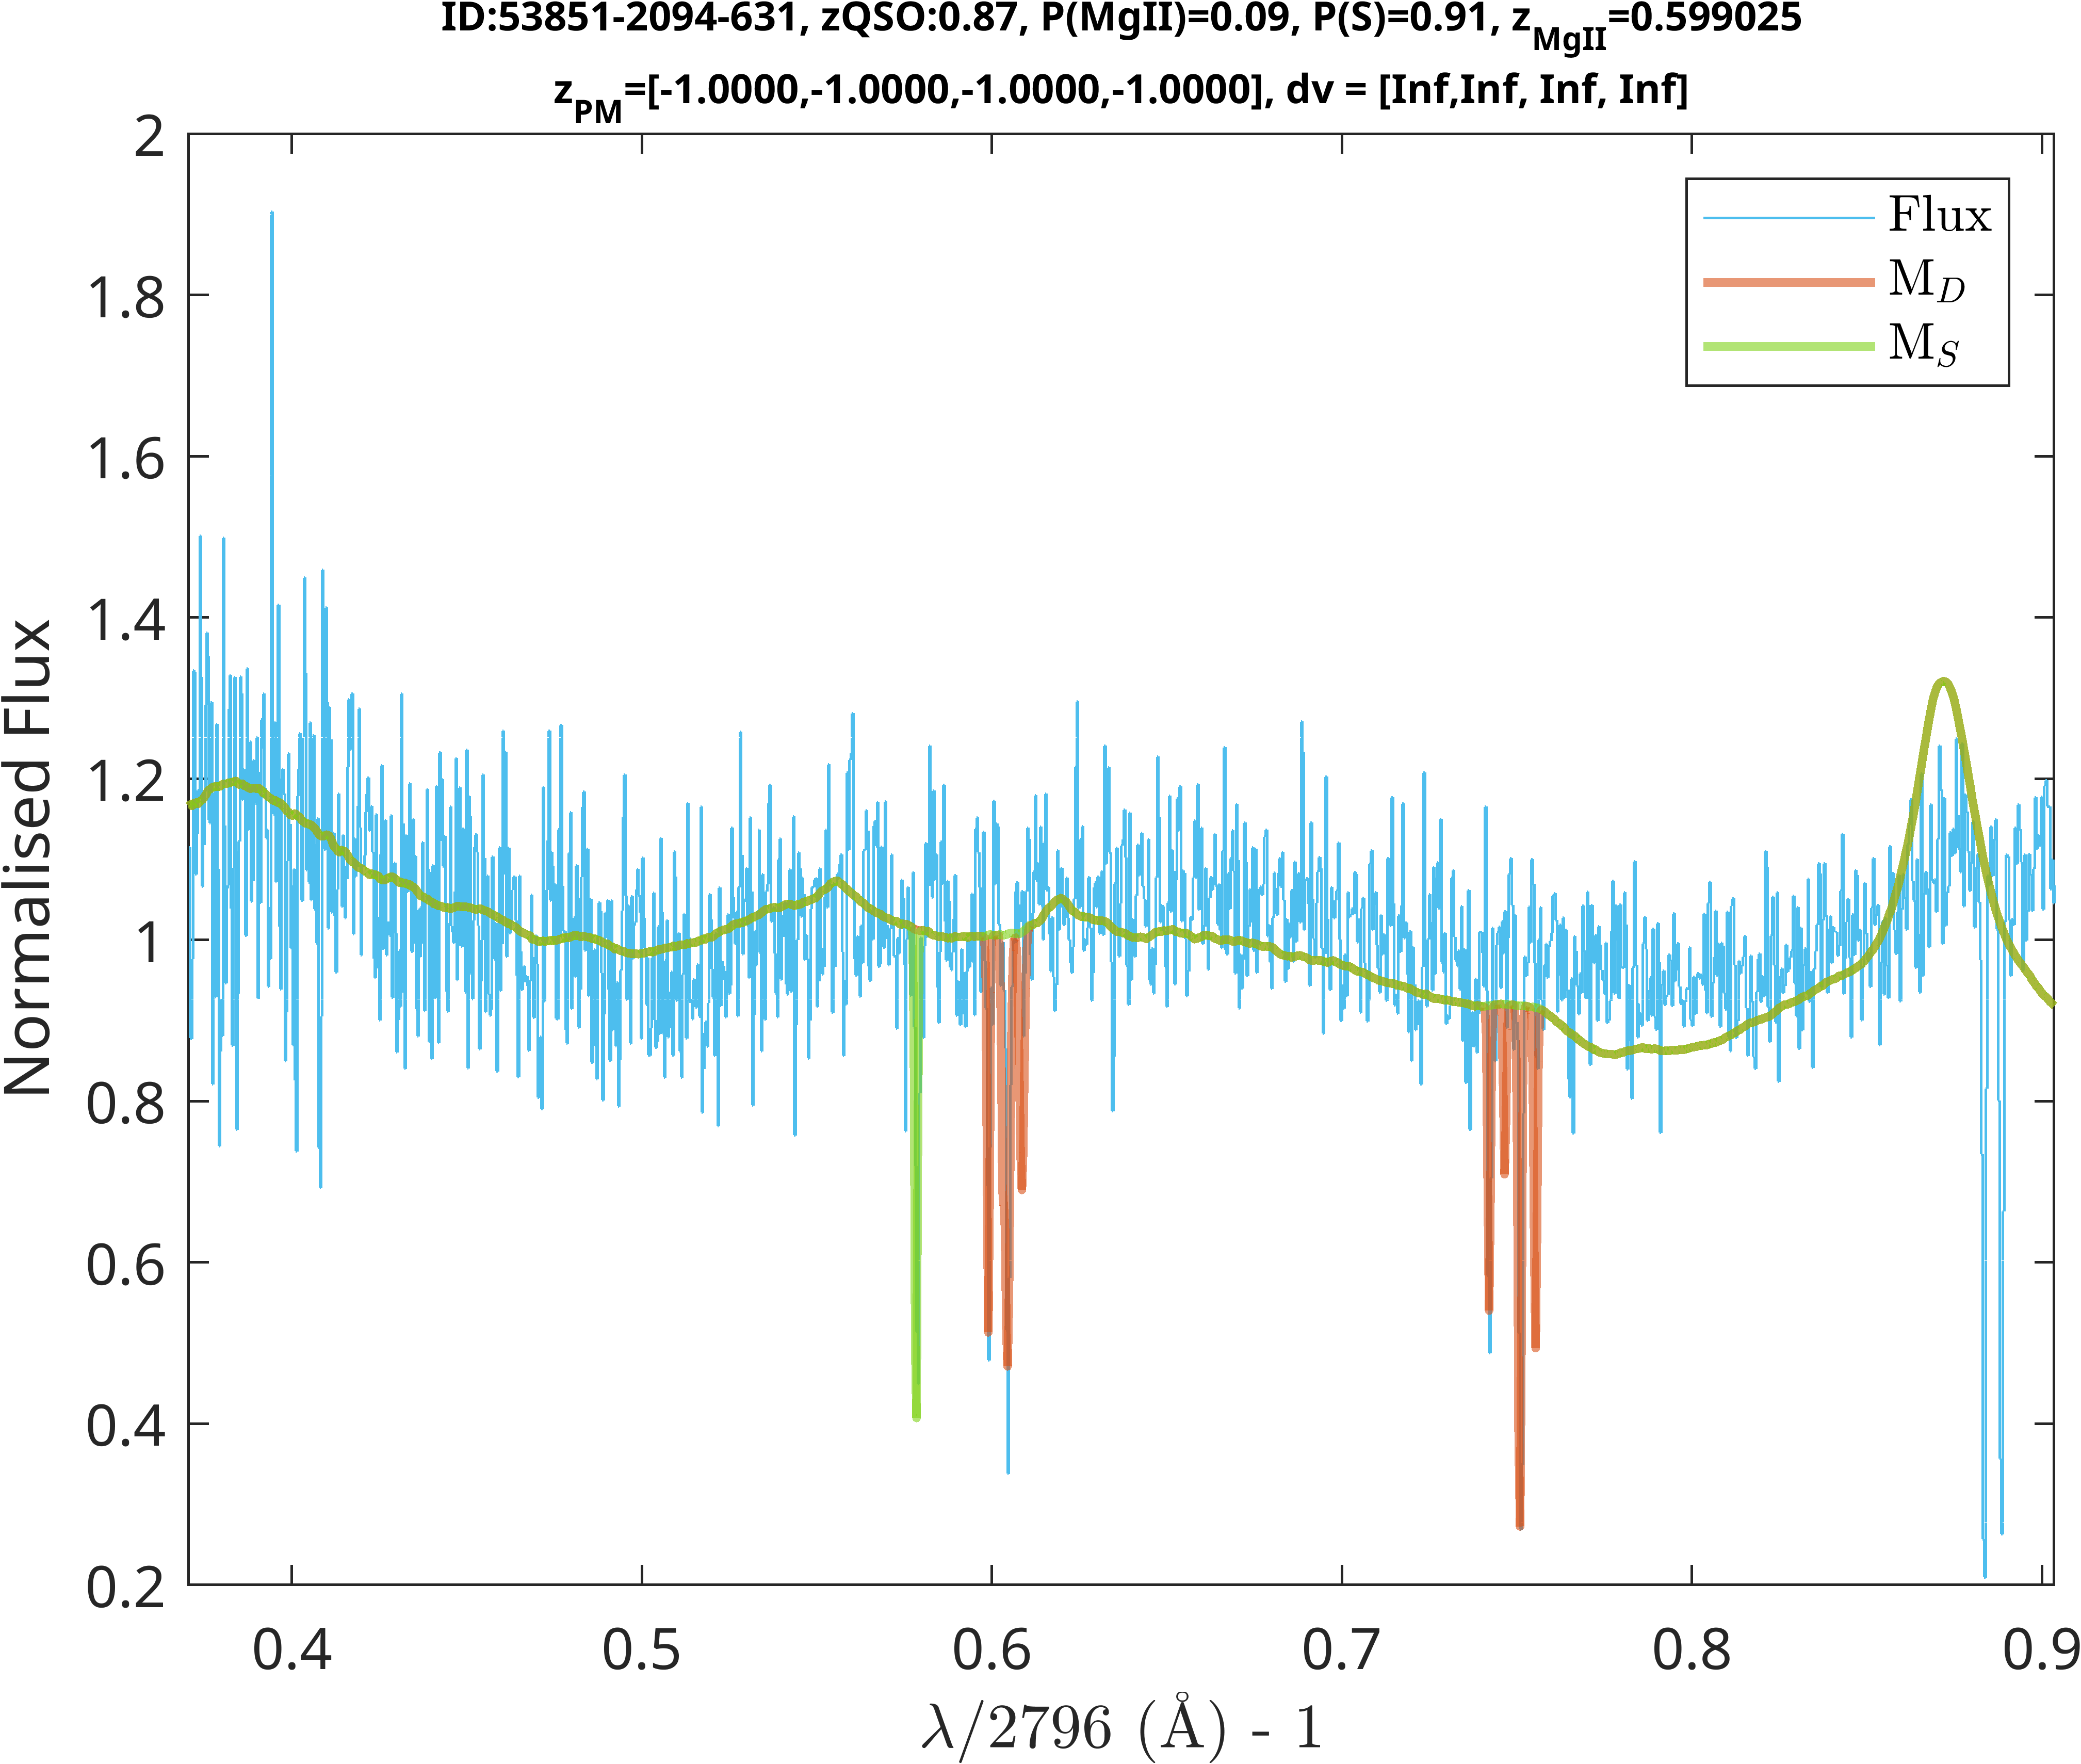 ID:53851-2094-631, zQSO:0.87, P(MgII)=0.09, P(S)=0.91, zMgII=0.599025
zPM=[-1.0000,-1.0000,-1.0000,-1.0000], dv = [Inf,Inf, Inf, Inf]
2
1.8
1.6
1.4
1.2
1
0.8
0.6
0.4
0.2
Normalised Flux
Flux
MD
MS
0.4 0.5 0.6 0.7 0.8 0.9
λ/2796 (Å) - 1